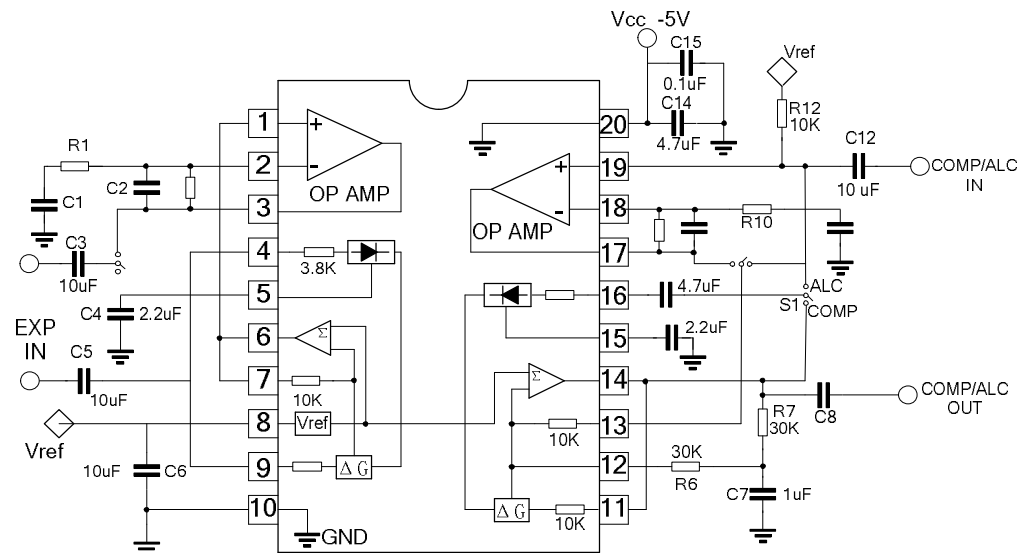 Vcc -5V
C15
0.1uF
C14
4.7uF
Vref
R12
10K
C12
10 uF
COMP/ALC
IN
1
+
20
R1
2
-
OP AMP
+
19
C2
C1
3
-
18
R10
OP AMP
C3
10uF
4
3.8K
17
5
16
4.7uF
ALC
S1
COMP
C4
2.2uF
EXP
IN
6
Σ
15
2.2uF
C5
10uF
7
10K
Σ
14
COMP/ALC
OUT
C8
R7
30K
Vref
8
Vref
10K
13
10uF
C6
9
Δ G
12
30K
R6
10
GND
Δ G
10K
11
C7
1uF